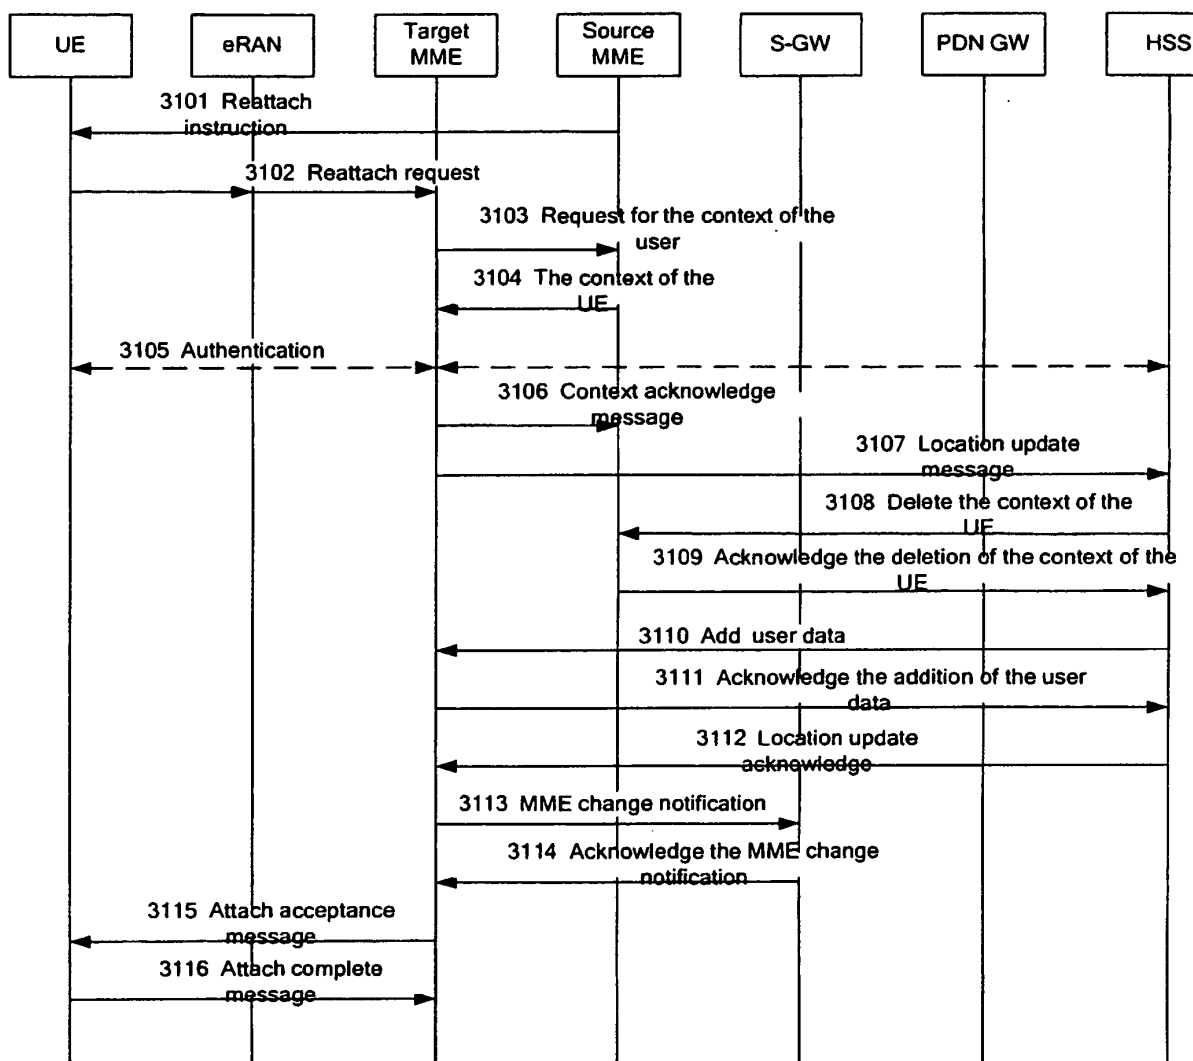 UE
eRAN
Target
MME
Source
MME
S-GW
PDN GW
HSS
3101 Reattach
instruction
3102 Reattach request
3103 Request for the context of the
user
3104 The context of the
UE
3105 Authentication
3106 Context acknowledge
message
3107 Location update
message
3108 Delete the context of the
UE
3109 Acknowledge the deletion of the context of the
UE
3110 Add user data
3111 Acknowledge the addition of the user
data
3112 Location update
acknowledge
3113 MME change notification
3114 Acknowledge the MME change
notification
3115 Attach acceptance
message
3116 Attach complete
message